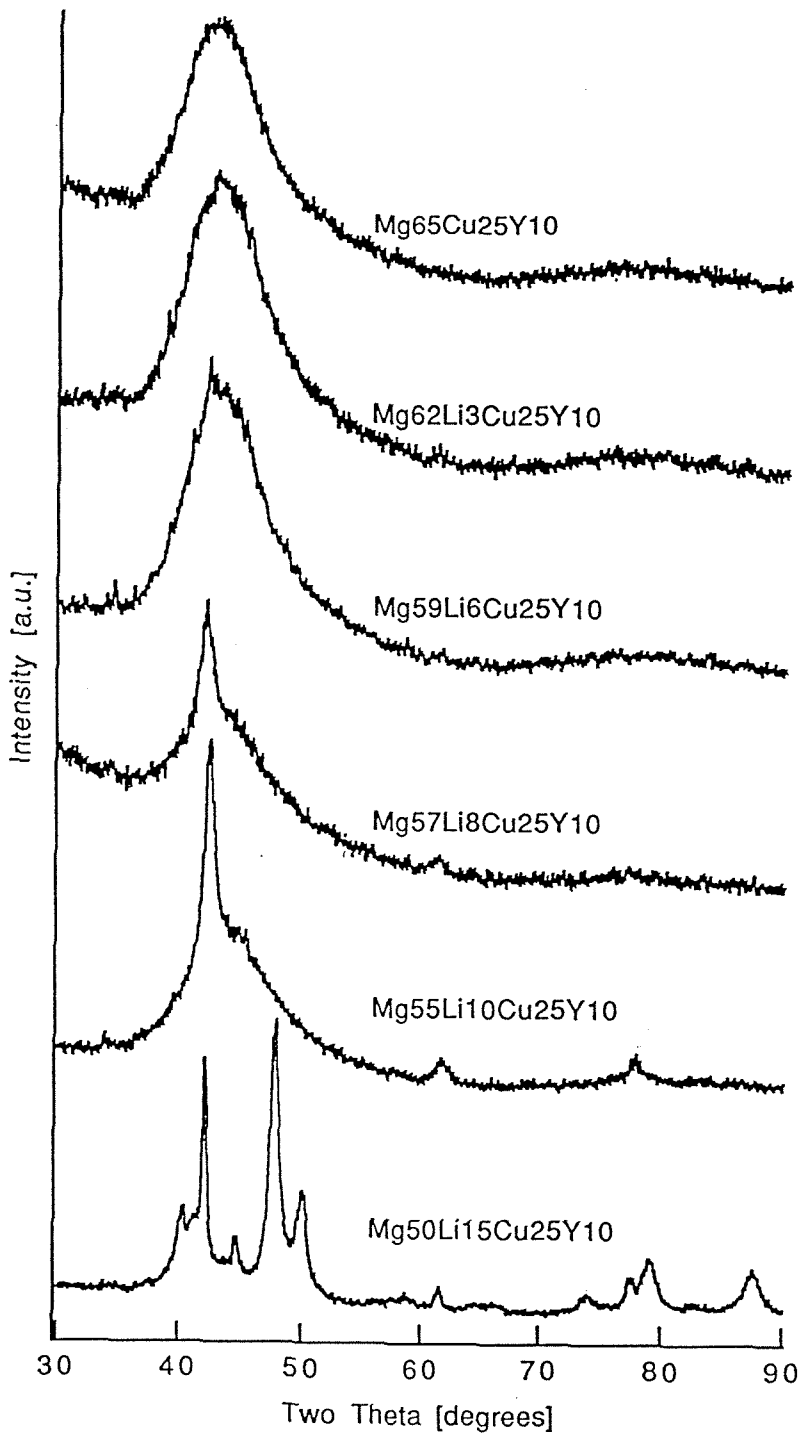 Mg65Cu25Y10
Mg62Li3Cu25Y10
Mg59Li6Cu25Y10
Mg57Li8Cu25Y10
Mg55Li10Cu25Y10
Mg50Li15Cu25Y10
Intensity [a.u.]
30 40 50 60 70 80 90
Two Theta [degrees]